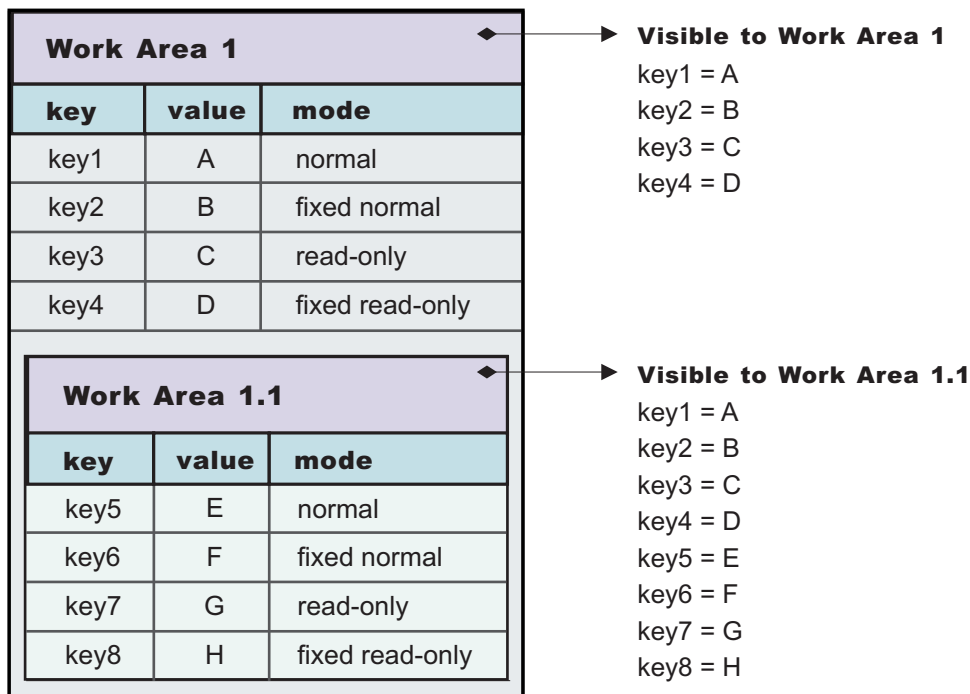 Work Area 1
key value mode
key1 A normal
key2 B fixed normal
key3 C read-only
key4 D fixed read-only
Visible to Work Area 1
key1 = A
key2 = B
key3 = C
key4 = D
Work Area 1.1
key value mode
key5 E normal
key6 F fixed normal
key7 G read-only
key8 H fixed read-only
Visible to Work Area 1.1
key1 = A
key2 = B
key3 = C
key4 = D
key5 = E
key6 = F
key7 = G
key8 = H